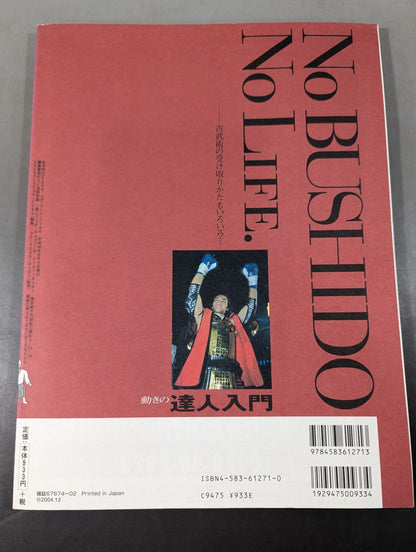 No BUSHIDO
No LIFE.
――古武術の受け取りかたもいろいろ…
動きの 達人入門
9784583612713
ISBN4-583-61271-0
C9475 ¥933E
1929475009334
定価:本体933円+税
雑誌67674-02 Printed in Japan
©2004.12